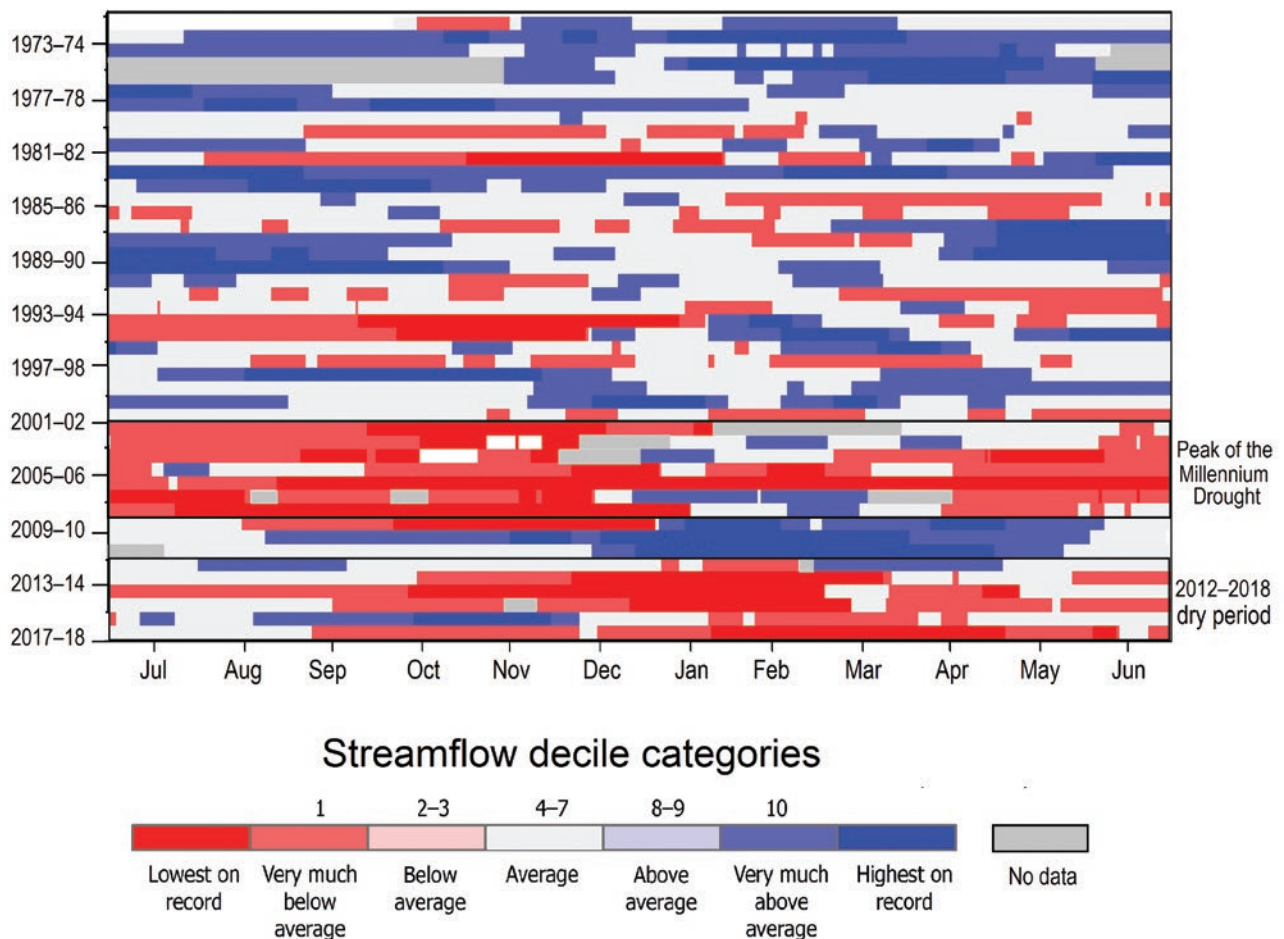 1973–74
1977–78
1981–82
1985–86
1989–90
1993–94
1997–98
2001–02
2005–06
2009–10
2013–14
2017–18
Peak of the
Millennium
Drought
2012–2018
dry period
Jul Aug Sep Oct Nov Dec Jan Feb Mar Apr May Jun
Streamflow decile categories
1 2–3 4–7 8–9 10
Lowest on
record
Very much
below
average
Below
average
Average
Above
average
Very much
above
average
Highest on
record
No data